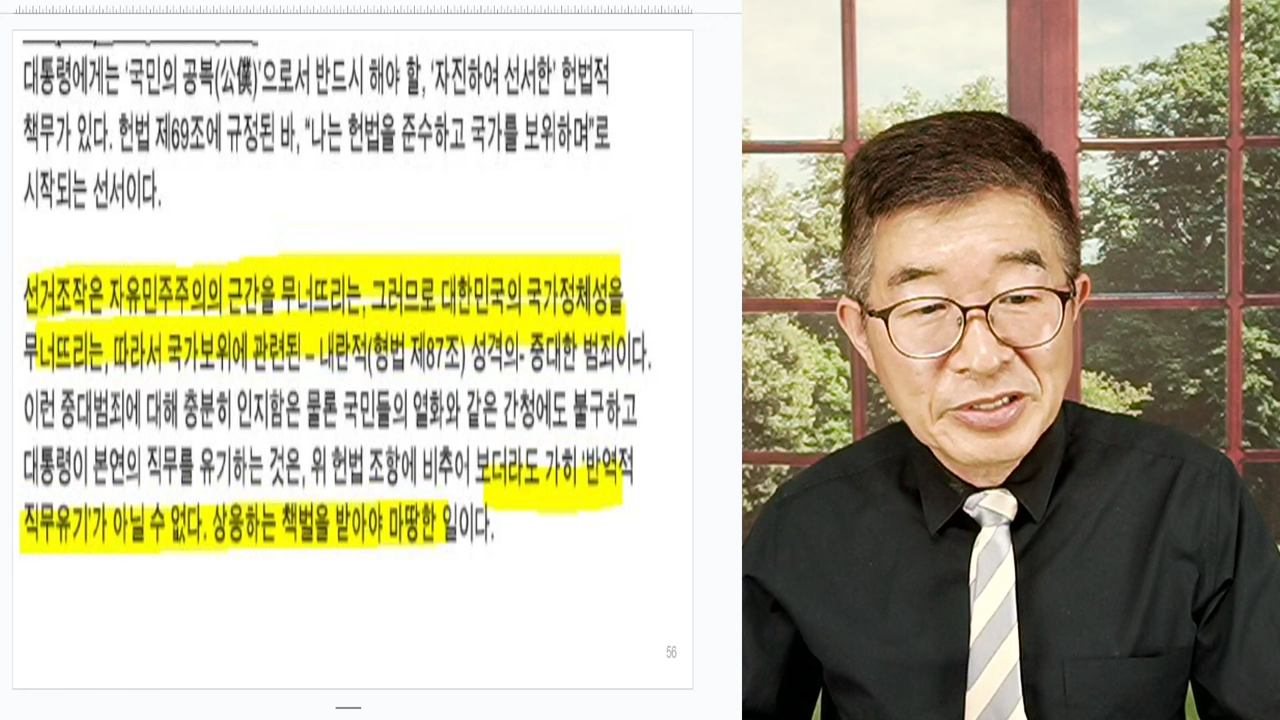 대통령에게는 '국민의 공복(公僕)'으로서 반드시 해야 할, '자진하여 선서한' 헌법적
책무가 있다. 헌법 제69조에 규정된 바, “나는 헌법을 준수하고 국가를 보위하며”로
시작되는 선서이다.
선거조작은 자유민주주의의 근간을 무너뜨리는, 그러므로 대한민국의 국가정체성을
무너뜨리는, 따라서 국가보위에 관련된 – 내란적(형법 제87조) 성격의- 중대한 범죄이다.
이런 중대범죄에 대해 충분히 인지함은 물론 국민들의 열화와 같은 간청에도 불구하고
대통령이 본연의 직무를 유기하는 것은, 위 헌법 조항에 비추어 보더라도 가히 '반역적
직무유기'가 아닐 수 없다. 상응하는 책벌을 받아야 마땅한 일이다.
56